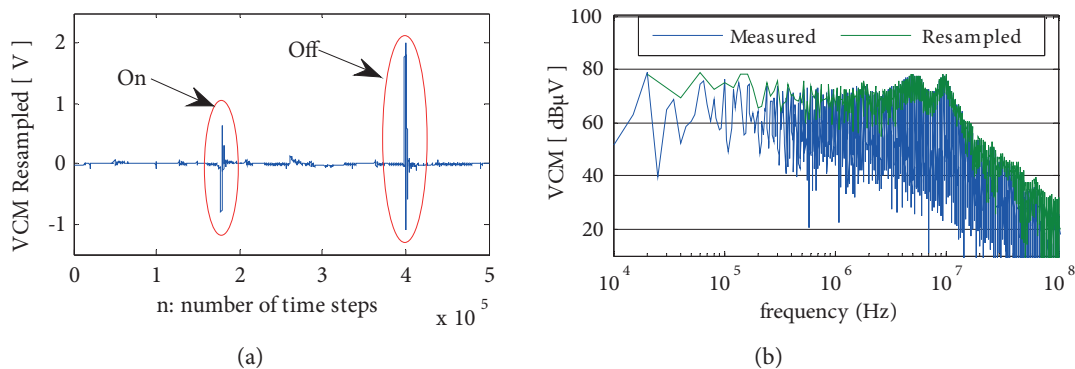 VCM Resampled [ V ]
2
1
0
-1
On
Off
0
1
2
3
4
5
n: number of time steps
x 10^5
(a)
VCM [ dBµV ]
100
80
60
40
20
Measured
Resampled
10^4
10^5
10^6
10^7
10^8
frequency (Hz)
(b)